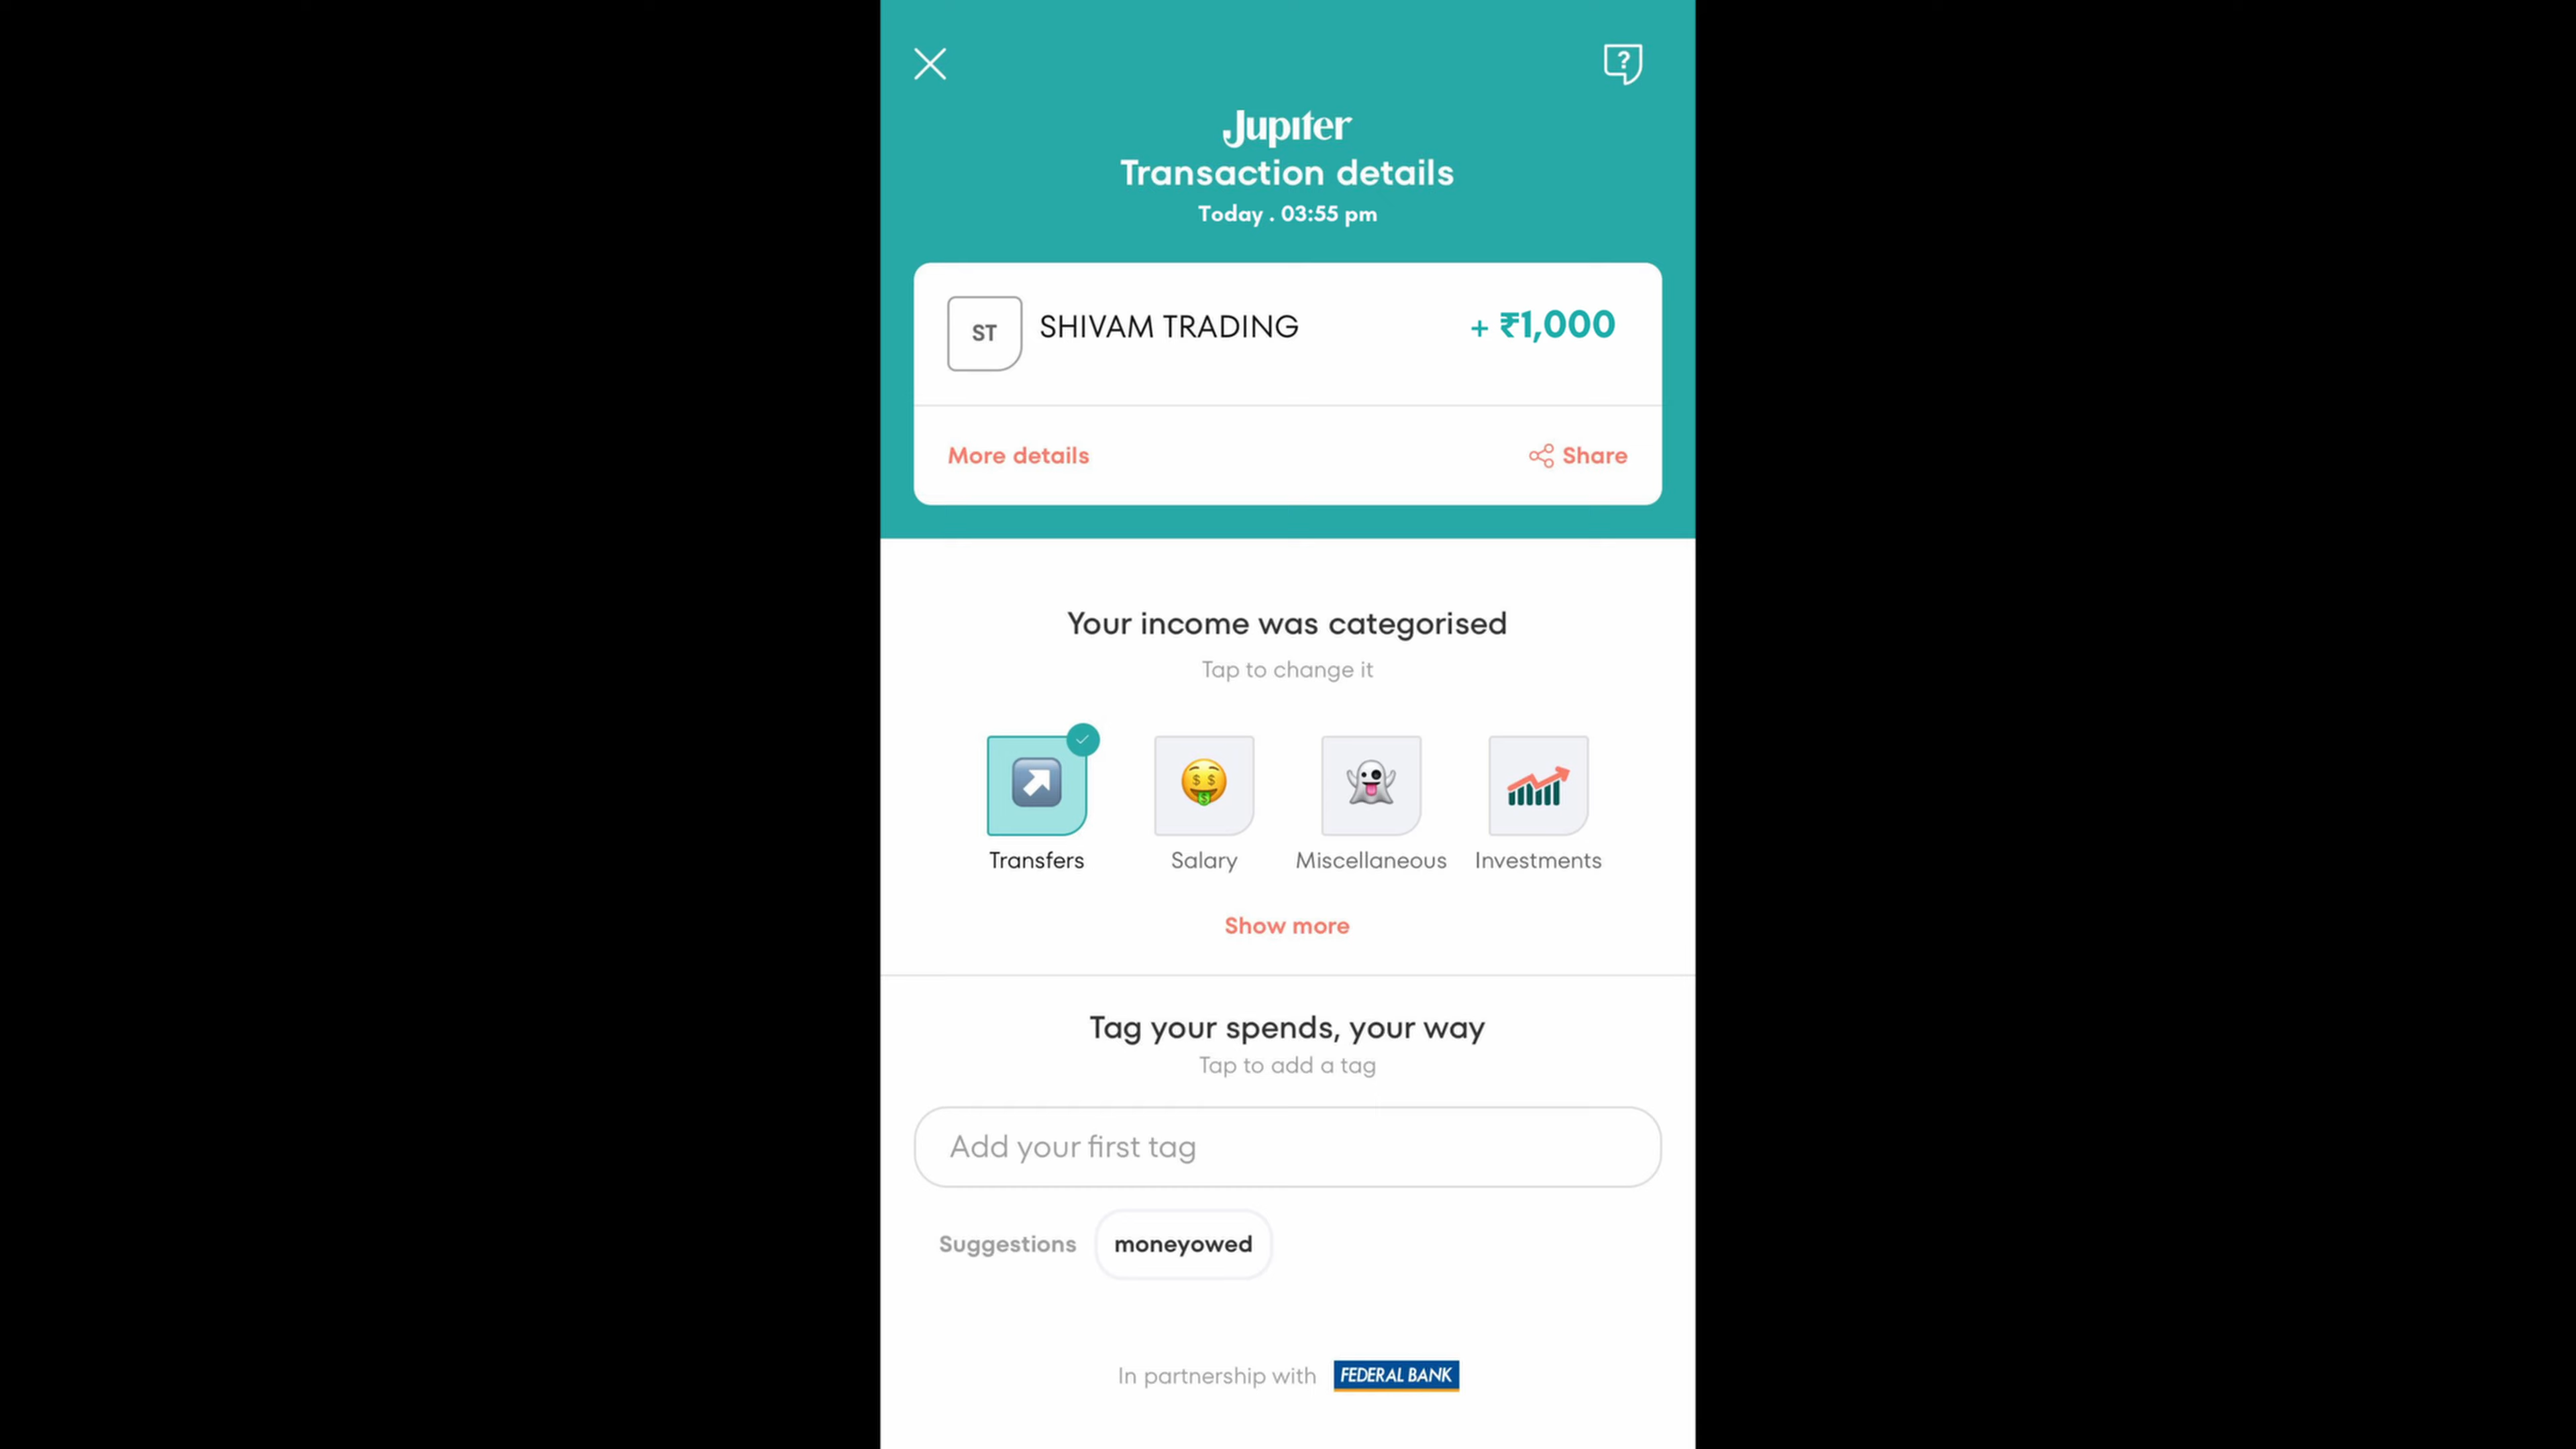 ?
Jupiter
Transaction details
Today . 03:55 pm
ST SHIVAM TRADING + ₹1,000
More details Share
Your income was categorised
Tap to change it
Transfers Salary Miscellaneous Investments
Show more
Tag your spends, your way
Tap to add a tag
Add your first tag
Suggestions moneyowed
In partnership with FEDERAL BANK